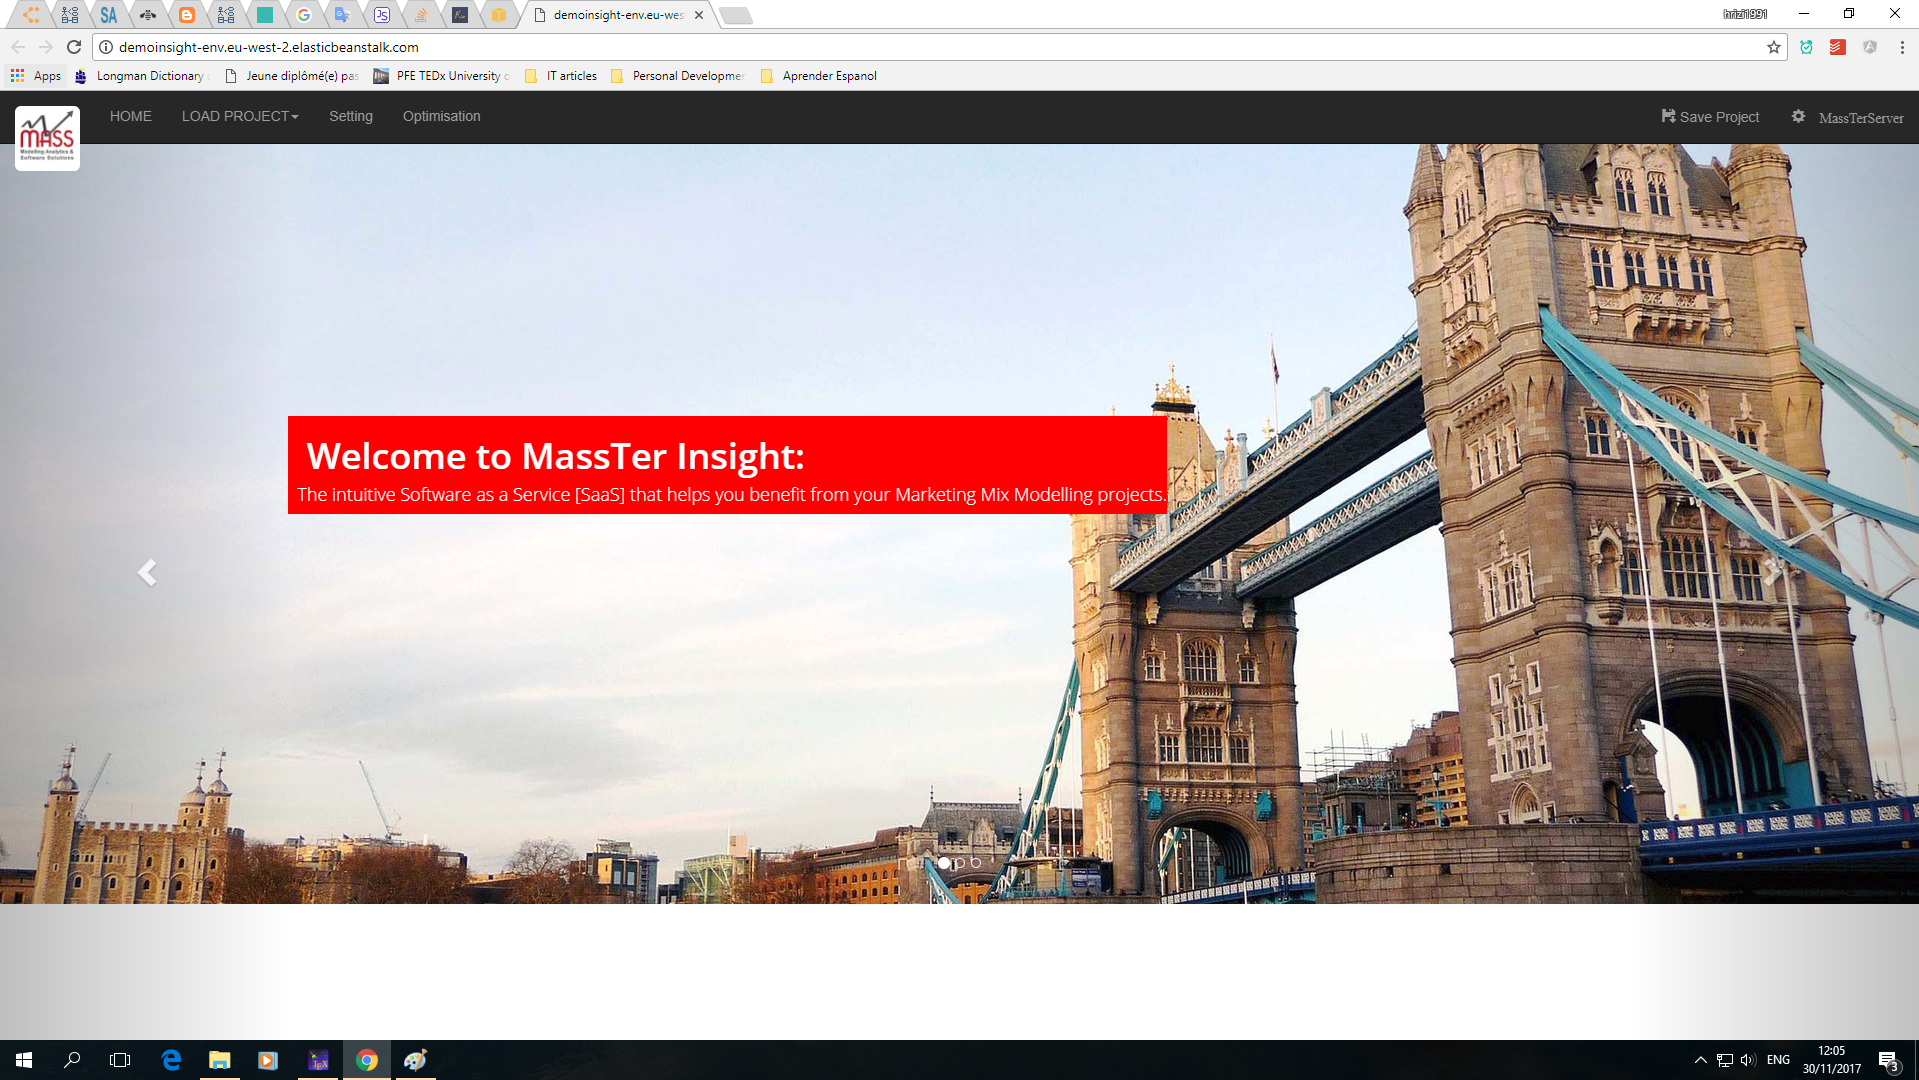 SA
JS
demoinsight-env.eu-wes
hrizi1991
demoinsight-env.eu-west-2.elasticbeanstalk.com
Apps
Longman Dictionary
Jeune diplômé(e) pas
PFE TEDx University o
IT articles
Personal Developmen
Aprender Espanol
MASS
Modelling Analytics &
Software Solutions
HOME
LOAD PROJECT
Setting
Optimisation
Save Project
MassTerServer
Welcome to MassTer Insight:
The intuitive Software as a Service [SaaS] that helps you benefit from your Marketing Mix Modelling projects.
ENG
12:05
30/11/2017
3